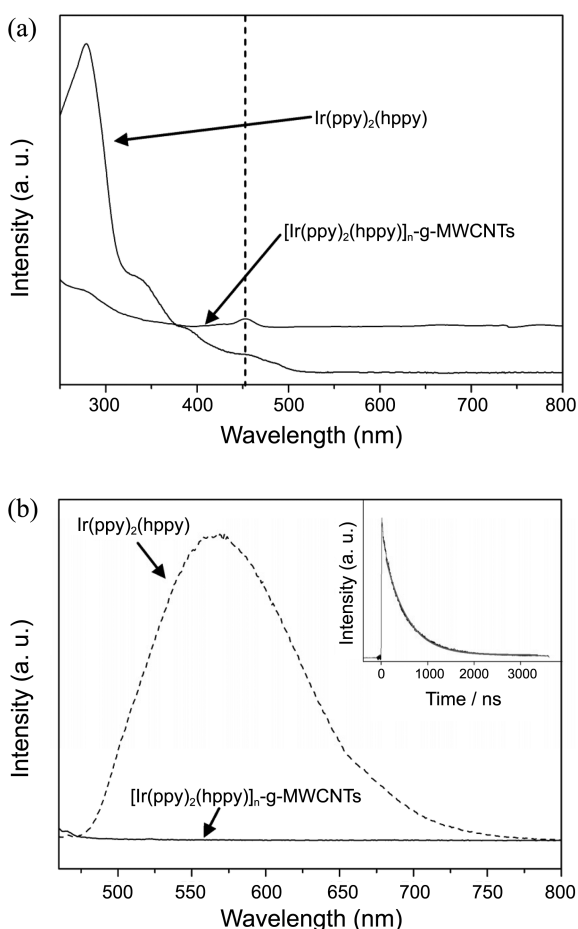 (a)
Intensity (a. u.)
Ir(ppy)₂(hppy)
[Ir(ppy)₂(hppy)]ₙ-g-MWCNTs
300 400 500 600 700 800
Wavelength (nm)
(b)
Intensity (a. u.)
Ir(ppy)₂(hppy)
[Ir(ppy)₂(hppy)]ₙ-g-MWCNTs
Intensity (a. u.)
0 1000 2000 3000
Time / ns
500 550 600 650 700 750 800
Wavelength (nm)